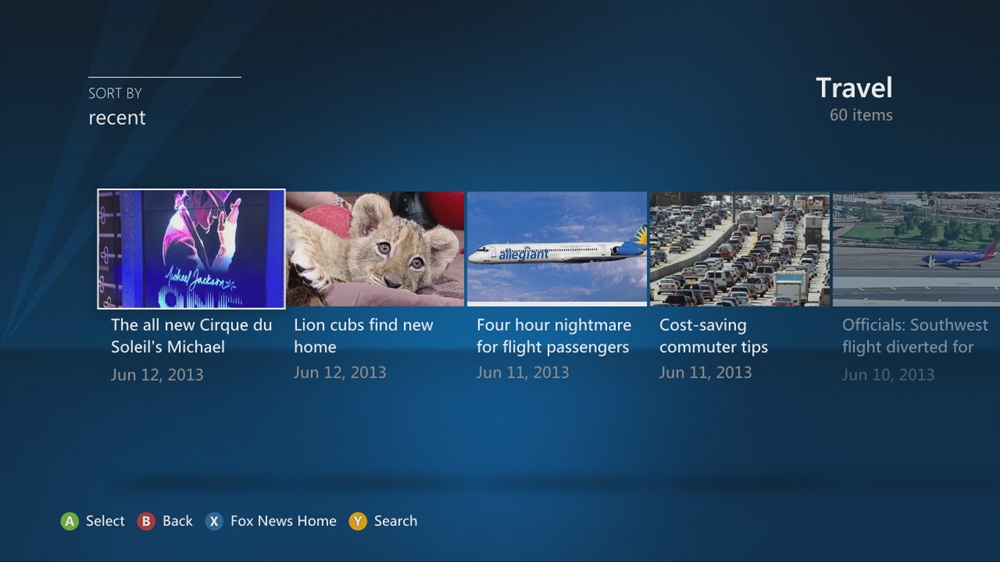 SORT BY
recent
Travel
60 items
Michael Jackson
allegiant
The all new Cirque du
Soleil's Michael
Jun 12, 2013
Lion cubs find new
home
Jun 12, 2013
Four hour nightmare
for flight passengers
Jun 11, 2013
Cost-saving
commuter tips
Jun 11, 2013
Officials: Southwest
flight diverted for
Jun 10, 2013
A Select B Back X Fox News Home Y Search